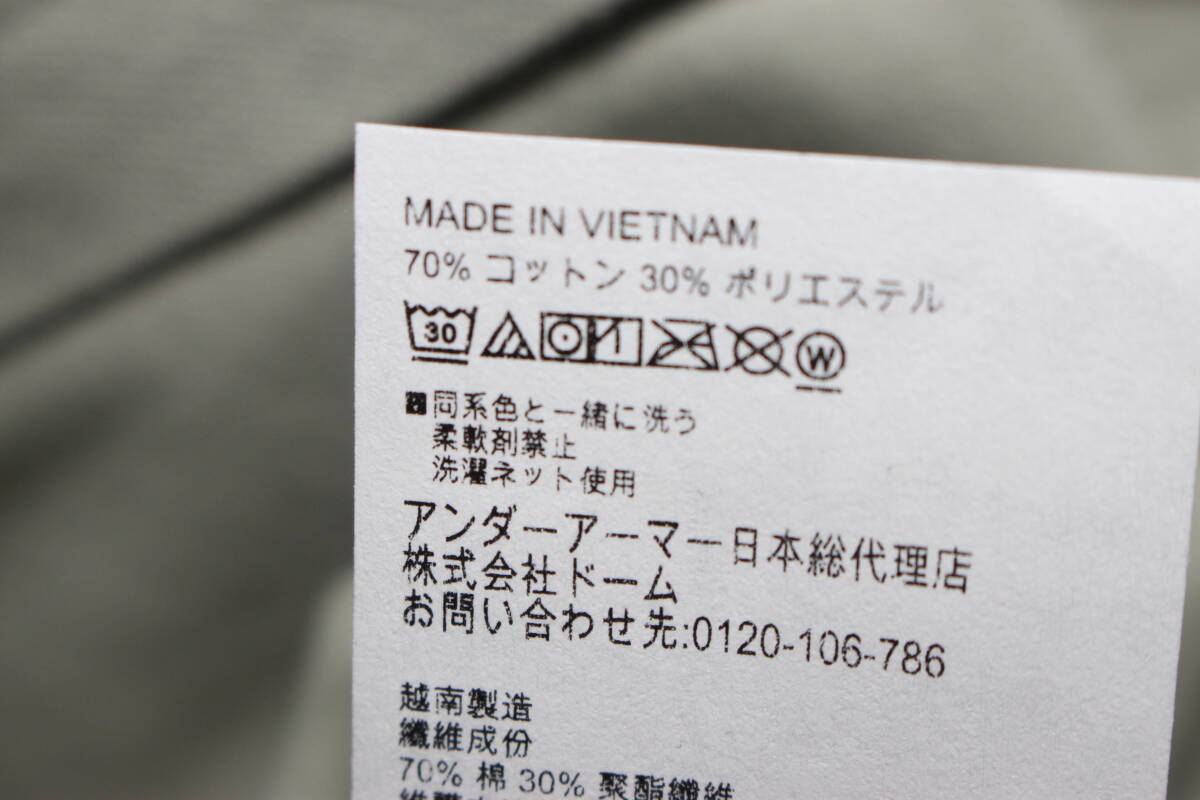 MADE IN VIETNAM
70% コットン 30% ポリエステル
30 W
■同系色と一緒に洗う
柔軟剤禁止
洗濯ネット使用
アンダーアーマー日本総代理店
株式会社ドーム
お問い合わせ先:0120-106-786
越南製造
纖維成份
70% 棉 30% 聚酯纖維